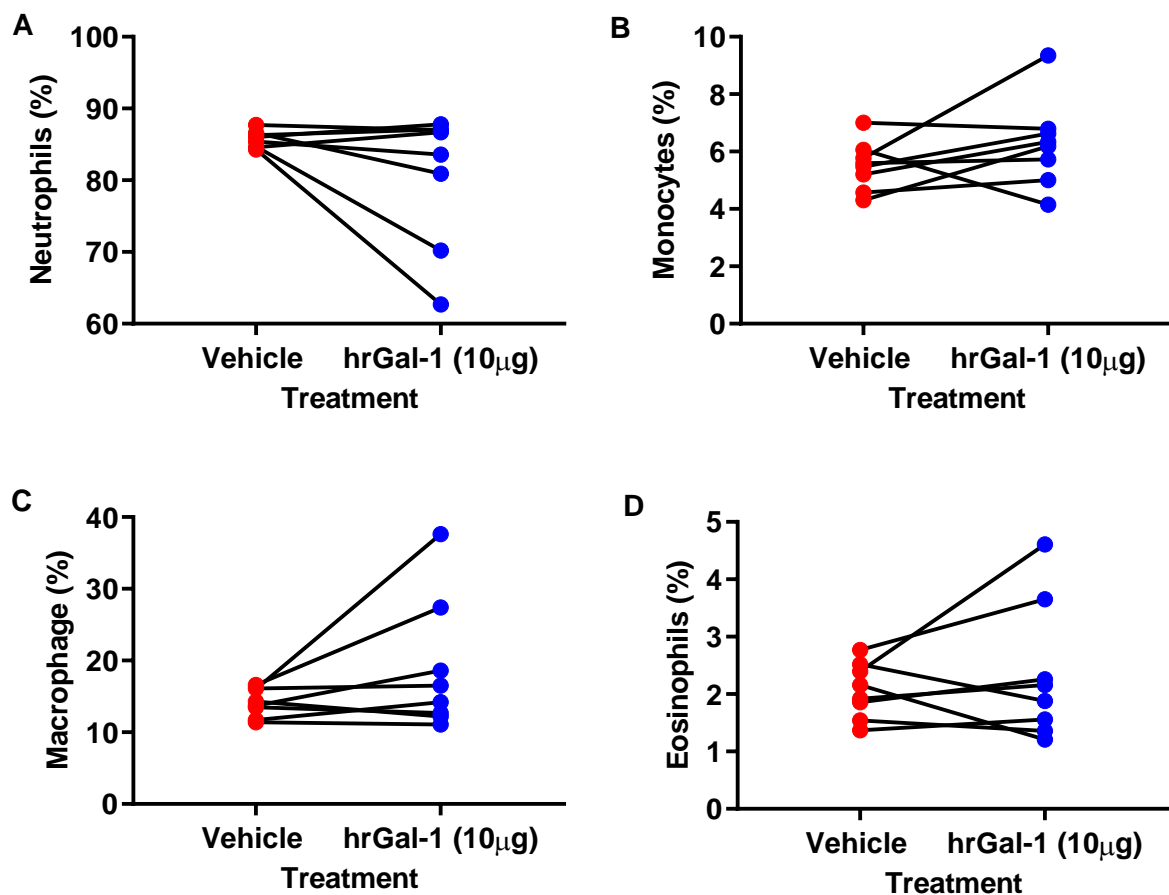 A
Neutrophils (%)
100
90
80
70
60
Vehicle
hrGal-1 (10μg)
Treatment
B
Monocytes (%)
10
8
6
4
2
0
Vehicle
hrGal-1 (10μg)
Treatment
C
Macrophage (%)
40
30
20
10
0
Vehicle
hrGal-1 (10μg)
Treatment
D
Eosinophils (%)
5
4
3
2
1
0
Vehicle
hrGal-1 (10μg)
Treatment